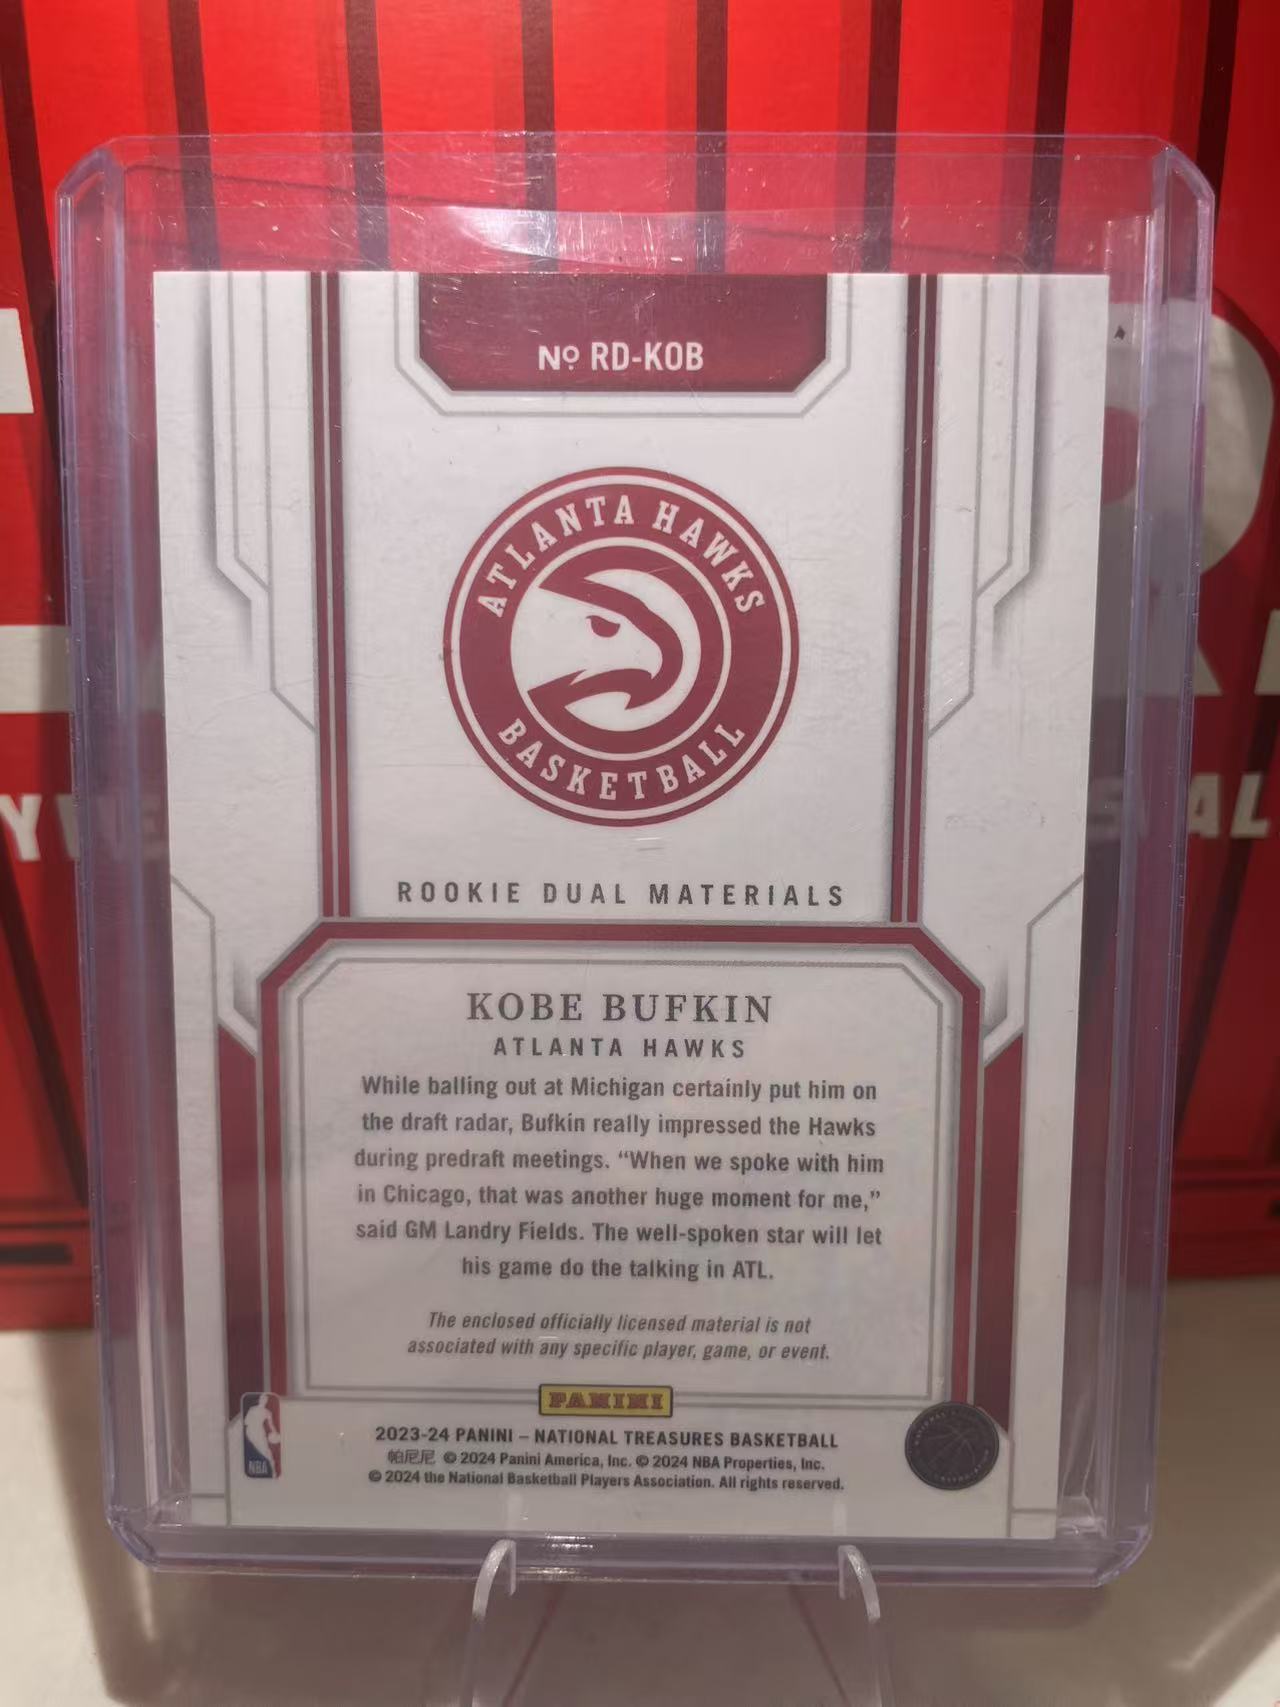 Nº RD-KOB
ATLANTA HAWKS
BASKETBALL
ROOKIE DUAL MATERIALS
KOBE BUFKIN
ATLANTA HAWKS
While balling out at Michigan certainly put him on
the draft radar, Bufkin really impressed the Hawks
during predraft meetings. “When we spoke with him
in Chicago, that was another huge moment for me,”
said GM Landry Fields. The well-spoken star will let
his game do the talking in ATL.
The enclosed officially licensed material is not
associated with any specific player, game, or event.
PANINI
NBA
2023-24 PANINI – NATIONAL TREASURES BASKETBALL
帕尼尼 © 2024 Panini America, Inc. © 2024 NBA Properties, Inc.
© 2024 the National Basketball Players Association. All rights reserved.